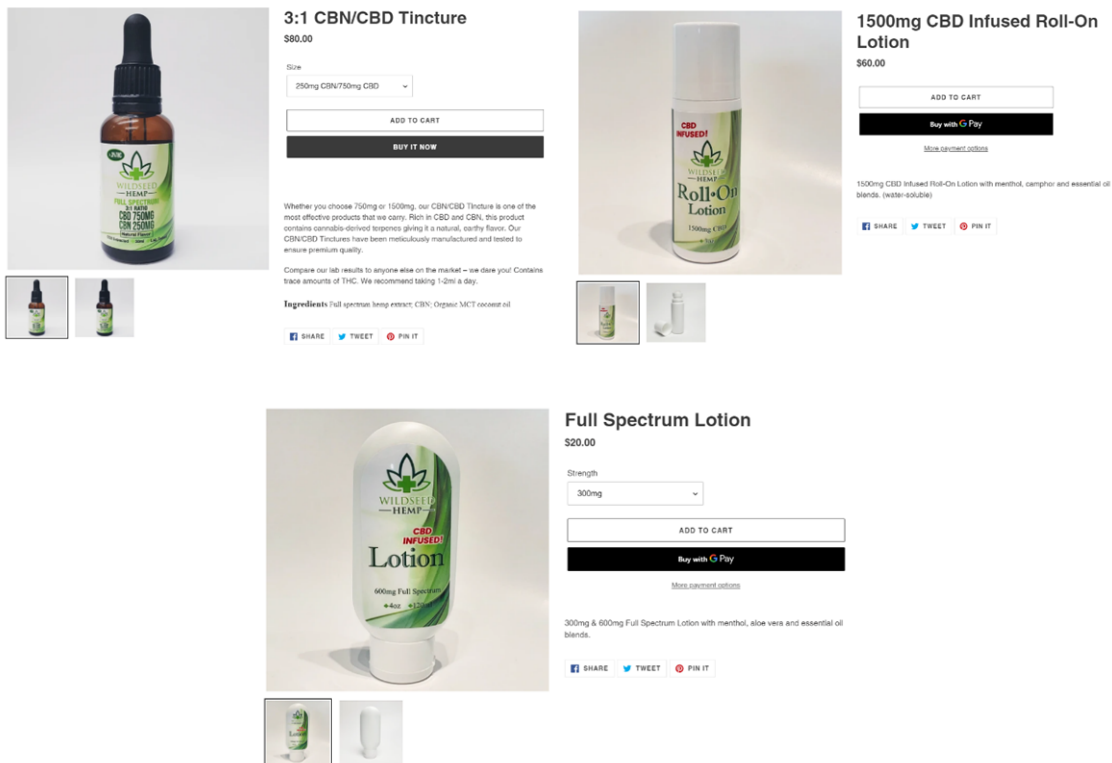 3:1 CBN/CBD Tincture
$80.00
Size
250mg CBN/750mg CBD
ADD TO CART
BUY IT NOW
Whether you choose 750mg or 1500mg, our CBN/CBD Tincture is one of the
most effective products that we carry. Rich in CBD and CBN, this product
contains cannabis-derived terpenes giving it a natural, earthy flavor. Our
CBN/CBD Tinctures have been meticulously manufactured and tested to
ensure premium quality.
Compare our lab results to anyone else on the market – we dare you! Contains
trace amounts of THC. We recommend taking 1-2ml a day.
Ingredients Full spectrum hemp extract; CBN; Organic MCT coconut oil
SHARE TWEET PIN IT
WILDSEED
HEMP
FULL SPECTRUM
3:1 RATIO
CBD 750MG
CBN 250MG
Natural Flavor
1500mg CBD Infused Roll-On
Lotion
$60.00
ADD TO CART
Buy with G Pay
More payment options
1500mg CBD Infused Roll-On Lotion with menthol, camphor and essential oil
blends. (water-soluble)
SHARE TWEET PIN IT
CBD
INFUSED!
WILDSEED
HEMP
Roll•On
Lotion
1500mg CBD
Full Spectrum Lotion
$20.00
Strength
300mg
ADD TO CART
Buy with G Pay
More payment options
300mg & 600mg Full Spectrum Lotion with menthol, aloe vera and essential oil
blends.
SHARE TWEET PIN IT
WILDSEED
HEMP
CBD
INFUSED!
Lotion
600mg Full Spectrum
4oz